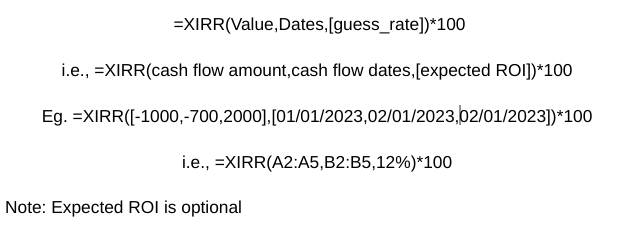 =XIRR(Value,Dates,[guess_rate])*100
i.e., =XIRR(cash flow amount,cash flow dates,[expected ROI])*100
Eg. =XIRR([-1000,-700,2000],[01/01/2023,02/01/2023,02/01/2023])*100
i.e., =XIRR(A2:A5,B2:B5,12%)*100
Note: Expected ROI is optional